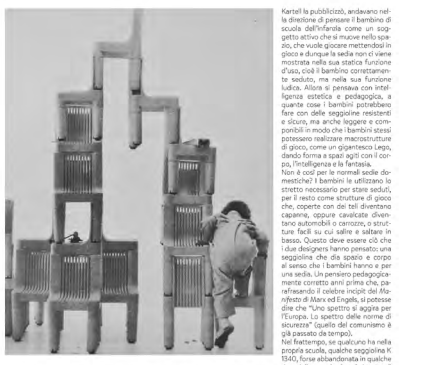 Kartell la pubblicizzò, andavano nel-
la direzione di pensare il bambino di
scuola dell'infanzia come un sog-
getto attivo che si muove nello spa-
zio, che vuole giocare mettendosi in
gioco e dunque la sedia non ci viene
mostrata nella sua statica funzione
d'uso, cioè il bambino correttamen-
te seduto, ma nella sua funzione
ludica. Allora si pensava con intel-
ligenza estetica e pedagogica, a
quante cose i bambini potrebbero
fare con delle seggioline resistenti
e sicure, ma anche leggere e com-
ponibili in modo che i bambini stessi
potessero realizzare macrostrutture
di gioco, come un gigantesco Lego,
dando forma a spazi agiti con il cor-
po, l'intelligenza e la fantasia.
Non è così per le normali sedie do-
mestiche? I bambini le utilizzano lo
stretto necessario per stare seduti,
per il resto come strutture di gioco
che, coperte con dei teli diventano
capanne, oppure cavalcate diven-
tano automobili o carrozze, o strut-
ture facili su cui salire e saltare in
basso. Questo deve essere ciò che
i due designers hanno pensato: una
seggiolina che dia spazio e corpo
al senso che i bambini hanno e per
una sedia. Un pensiero pedagogica-
mente corretto anni prima che, pa-
rafrasando il celebre incipit del Ma-
nifesto di Marx ed Engels, si potesse
dire che "Uno spettro si aggira per
l'Europa. Lo spettro delle norme di
sicurezza" (quello del comunismo è
già passato da tempo).
Nel frattempo, se qualcuno ha nella
propria scuola, qualche seggiolina K
1340, forse abbandonata in qualche